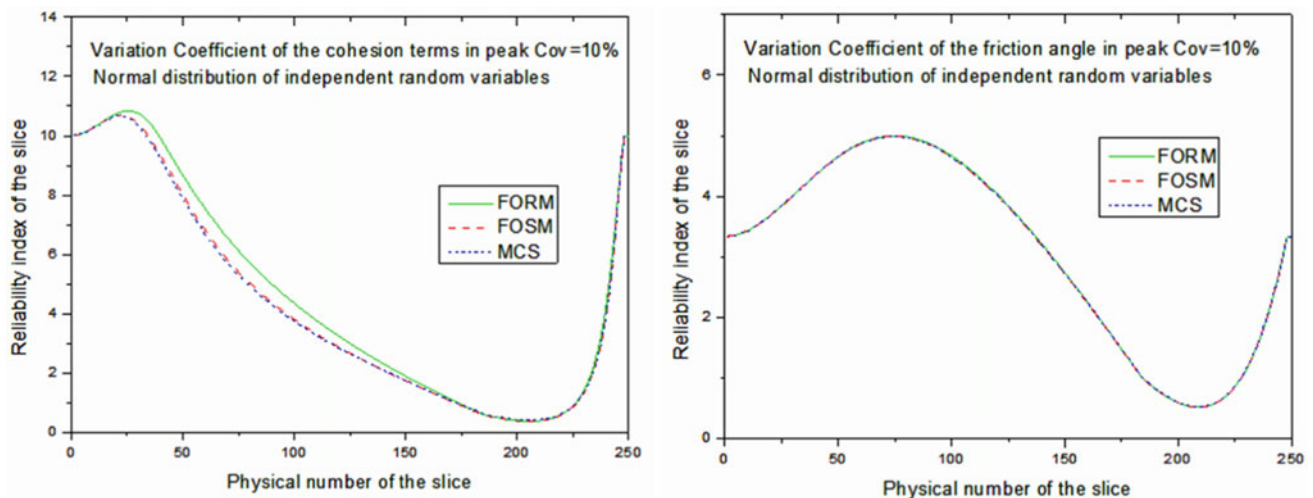 Variation Coefficient of the cohesion terms in peak Cov=10%
Normal distribution of independent random variables
Reliability index of the slice
14
12
10
8
6
4
2
0
FORM
FOSM
MCS
0
50
100
150
200
250
Physical number of the slice
Variation Coefficient of the friction angle in peak Cov=10%
Normal distribution of independent random variables
Reliability index of the slice
6
4
2
0
FORM
FOSM
MCS
0
50
100
150
200
250
Physical number of the slice